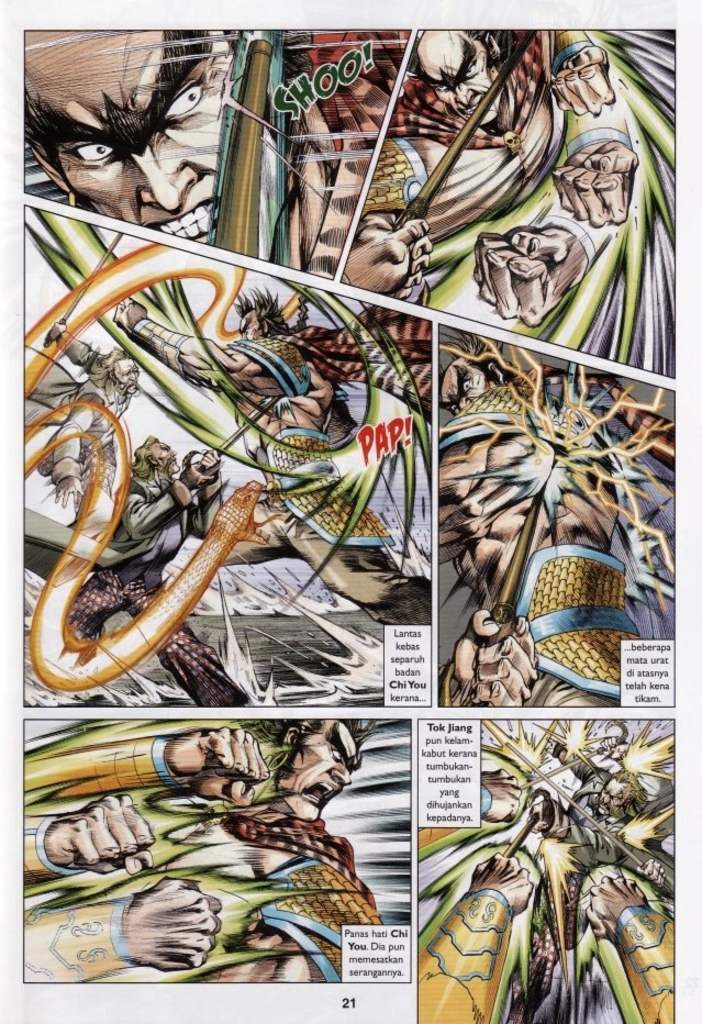 SHOO!
PAP!
Lantas
kebas
separuh
badan
Chi You
kerana...
...beberapa
mata urat
di atasnya
telah kena
tikam.
Panas hati Chi
You. Dia pun
memesatkan
serangannya.
Tok Jiang
pun kelam-
kabut kerana
tumbukan-
tumbukan
yang
dihujankan
kepadanya.
21